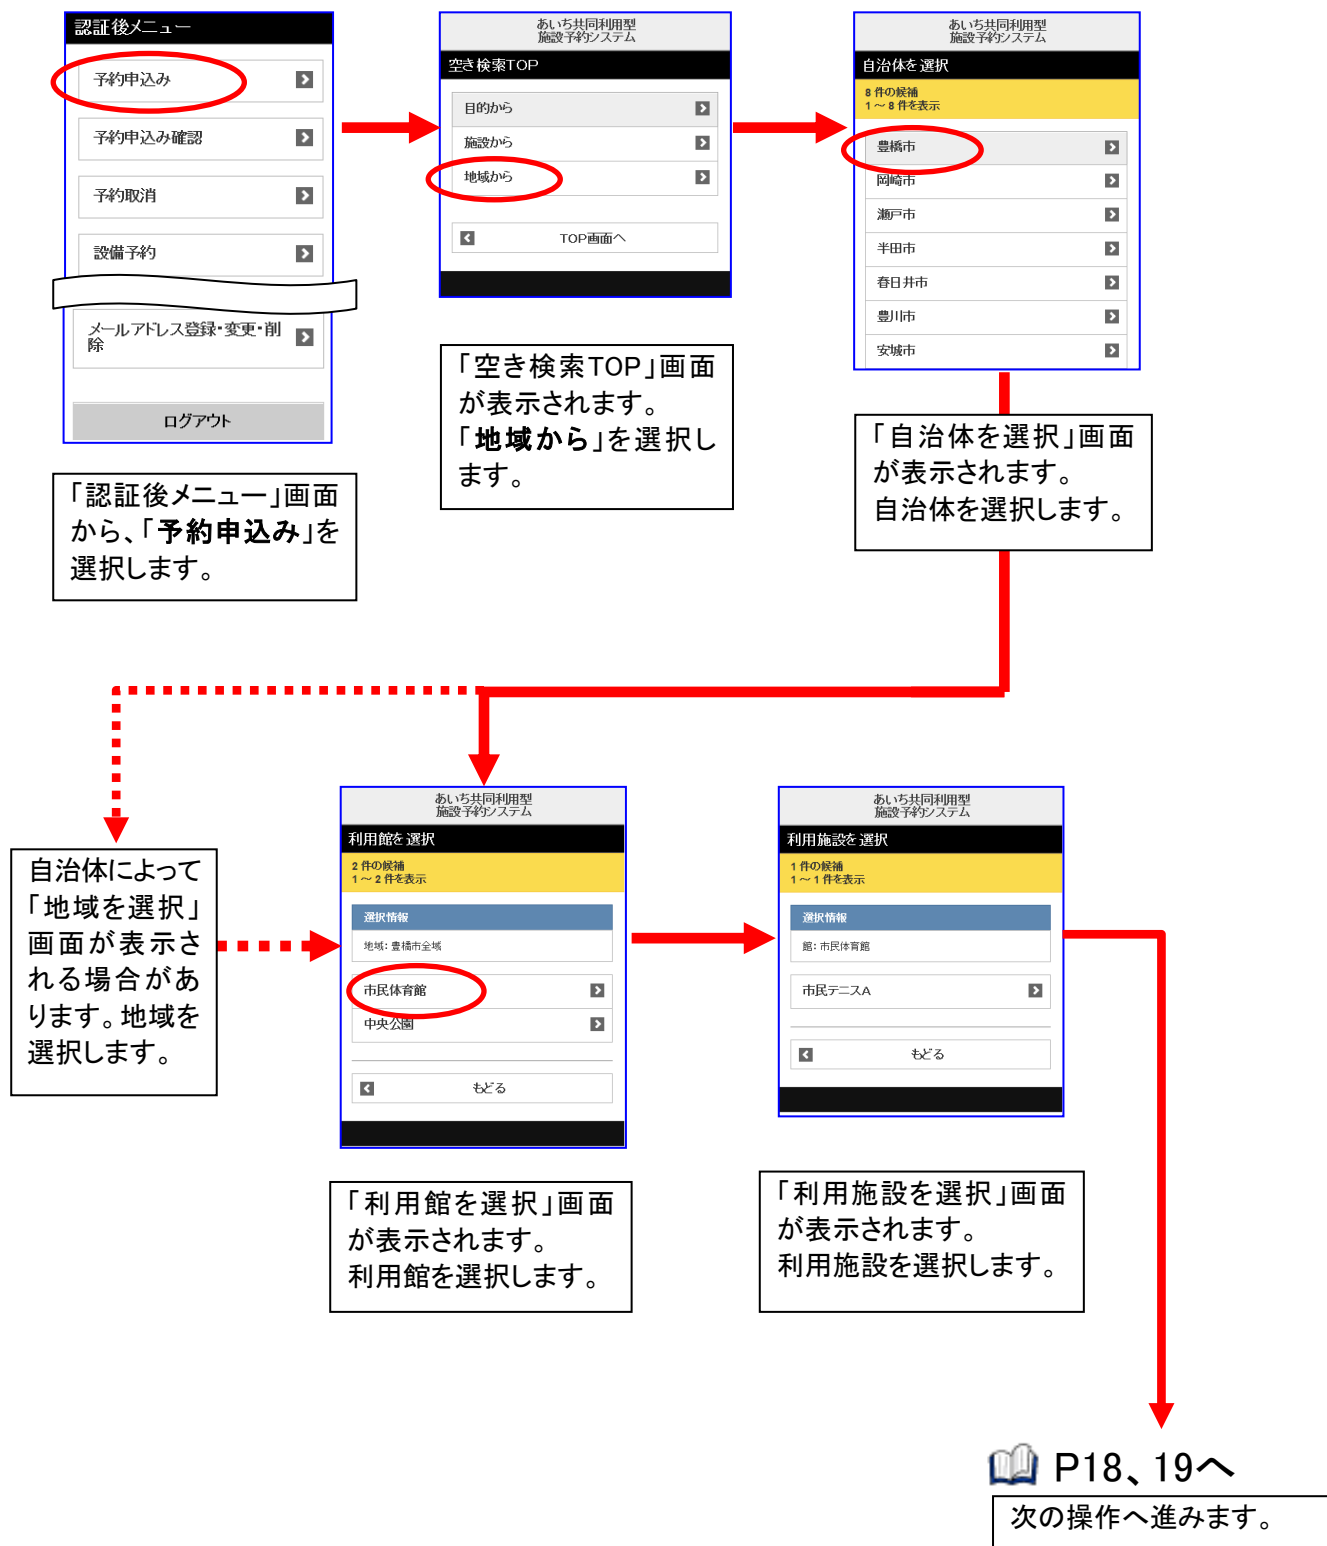 認証後メニュー
予約申込み
予約申込み確認
予約取消
設備予約
メールアドレス登録・変更・削
除
ログアウト
「認証後メニュー」画面
から、「予約申込み」を
選択します。
あいち共同利用型
施設予約システム
空き検索TOP
目的から
施設から
地域から
TOP画面へ
「空き検索TOP」画面
が表示されます。
「地域から」を選択し
ます。
あいち共同利用型
施設予約システム
自治体を選択
8 件の候補
1 ～ 8 件を表示
豊橋市
岡崎市
瀬戸市
半田市
春日井市
豊川市
安城市
「自治体を選択」画面
が表示されます。
自治体を選択します。
自治体によって
「地域を選択」
画面が表示さ
れる場合があ
ります。地域を
選択します。
あいち共同利用型
施設予約システム
利用館を選択
2 件の候補
1 ～ 2 件を表示
選択情報
地域：豊橋市全域
市民体育館
中央公園
もどる
「利用館を選択」画面
が表示されます。
利用館を選択します。
あいち共同利用型
施設予約システム
利用施設を選択
1 件の候補
1 ～ 1 件を表示
選択情報
館：市民体育館
市民テニスA
もどる
「利用施設を選択」画面
が表示されます。
利用施設を選択します。
P18、19へ
次の操作へ進みます。